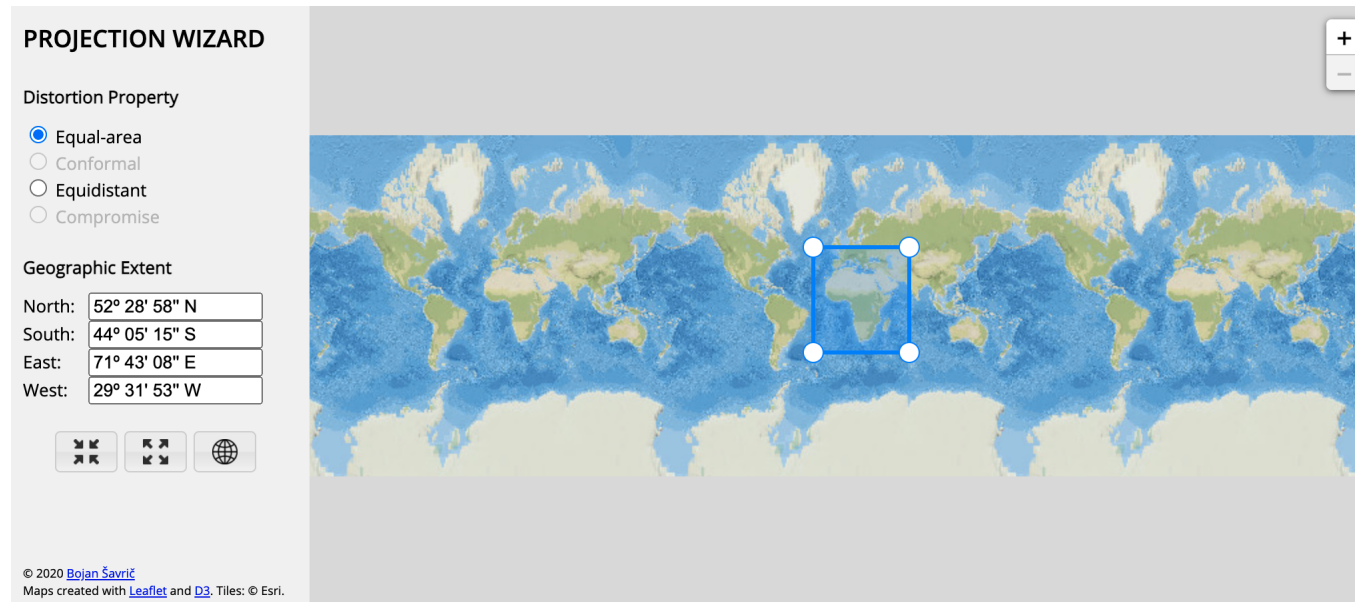 PROJECTION WIZARD
Distortion Property
Equal-area
Conformal
Equidistant
Compromise
Geographic Extent
North: 52º 28' 58" N
South: 44º 05' 15" S
East: 71º 43' 08" E
West: 29º 31' 53" W
© 2020 Bojan Šavrič
Maps created with Leaflet and D3. Tiles: © Esri.
+
−